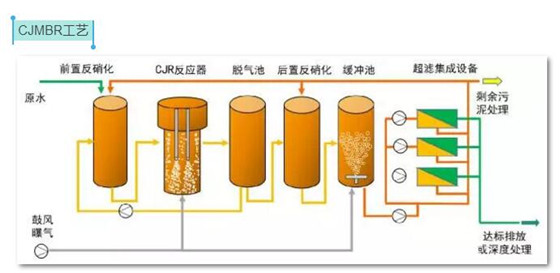 CJMBR工艺
前置反硝化
CJR反应器
脱气池
后置反硝化
缓冲池
超滤集成设备
原水
剩余污
泥处理
鼓风
曝气
达标排放
或深度处理